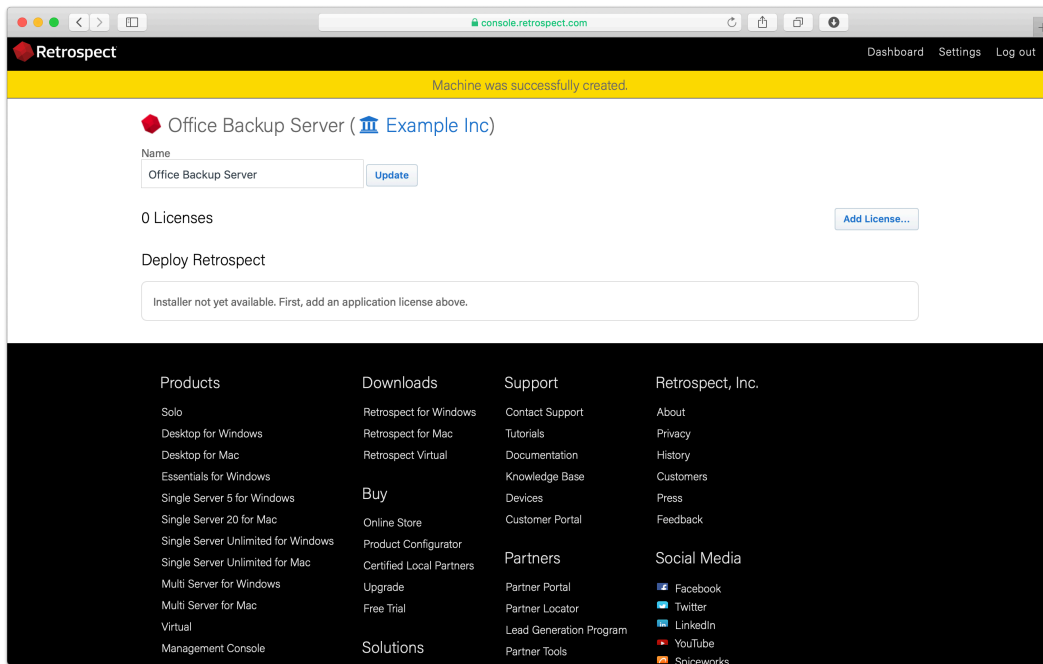 console.retrospect.com
Retrospect
Dashboard Settings Log out
Machine was successfully created.
Office Backup Server ( Example Inc)
Name
Office Backup Server
Update
0 Licenses
Add License...
Deploy Retrospect
Installer not yet available. First, add an application license above.
Products
Solo
Desktop for Windows
Desktop for Mac
Essentials for Windows
Single Server 5 for Windows
Single Server 20 for Mac
Single Server Unlimited for Windows
Single Server Unlimited for Mac
Multi Server for Windows
Multi Server for Mac
Virtual
Management Console
Downloads
Retrospect for Windows
Retrospect for Mac
Retrospect Virtual
Buy
Online Store
Product Configurator
Certified Local Partners
Upgrade
Free Trial
Solutions
Support
Contact Support
Tutorials
Documentation
Knowledge Base
Devices
Customer Portal
Partners
Partner Portal
Partner Locator
Lead Generation Program
Partner Tools
Retrospect, Inc.
About
Privacy
History
Customers
Press
Feedback
Social Media
Facebook
Twitter
LinkedIn
YouTube
Spiceworks